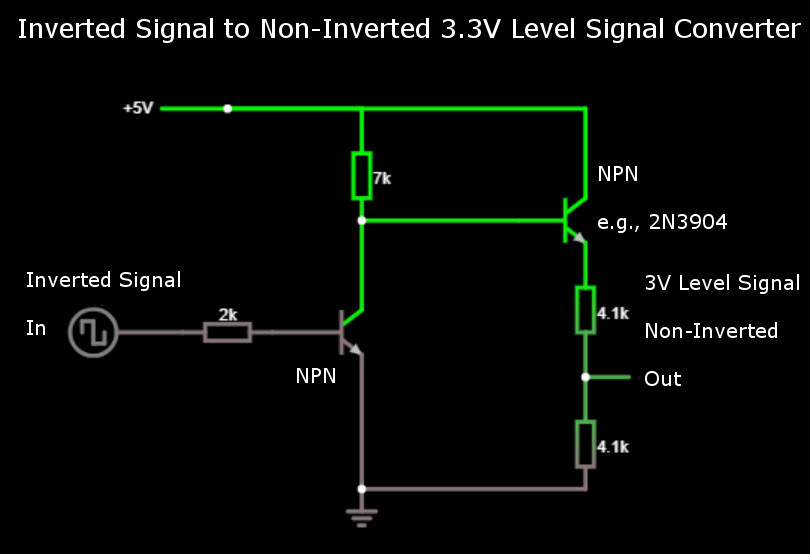 Inverted Signal to Non-Inverted 3.3V Level Signal Converter
+5V
7k
NPN
e.g., 2N3904
Inverted Signal
In
2k
NPN
4.1k
3V Level Signal
Non-Inverted
Out
4.1k